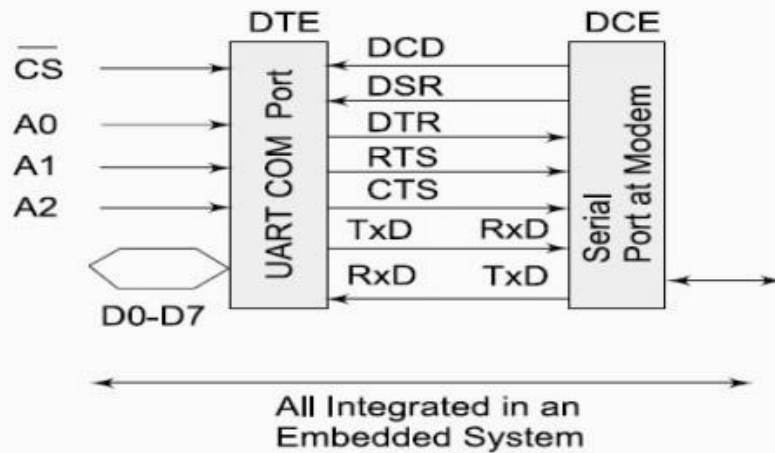 DTE
DCE
CS
A0
A1
A2
D0-D7
UART COM Port
DCD
DSR
DTR
RTS
CTS
TxD RxD
RxD TxD
Serial
Port at Modem
All Integrated in an
Embedded System